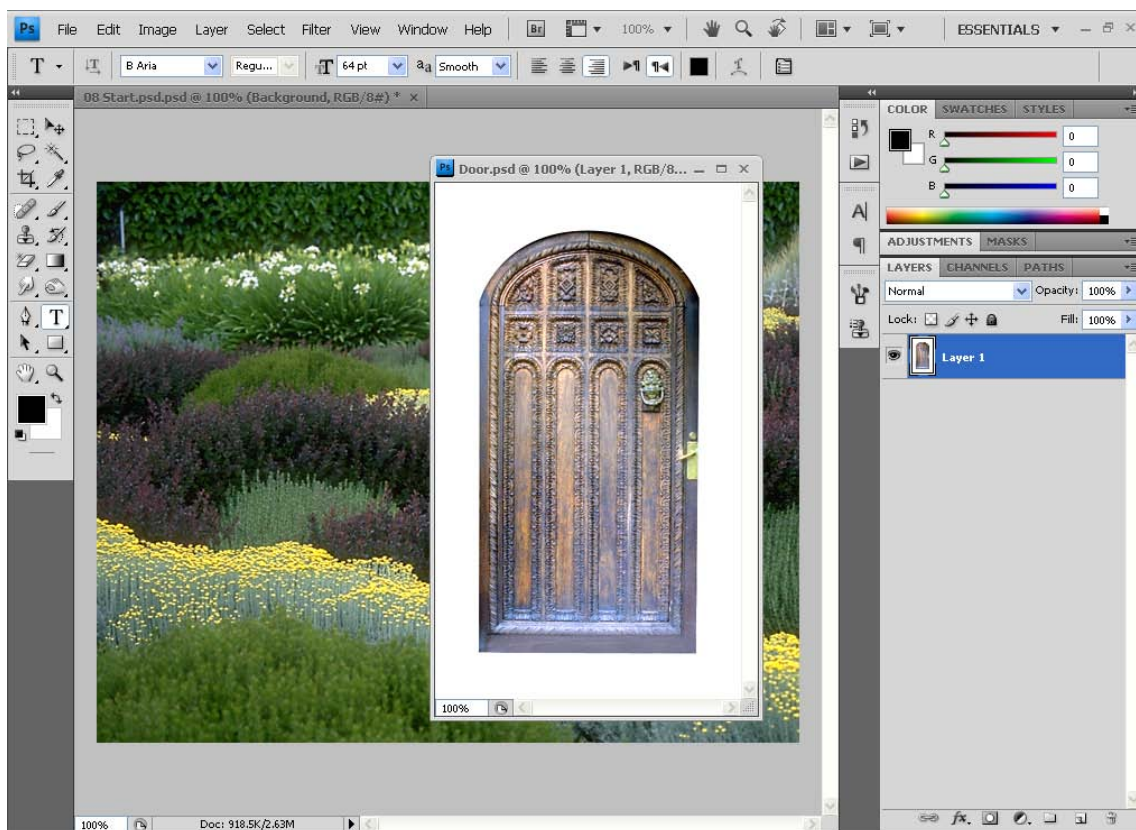 Ps File Edit Image Layer Select Filter View Window Help Br 100% ESSENTIALS
T B Aria Regu... T 64 pt aa Smooth
08 Start.psd.psd @ 100% (Background, RGB/8#) * x
Ps Door.psd @ 100% (Layer 1, RGB/8...
100%
100% Doc: 918.5K/2.63M
COLOR SWATCHES STYLES
R 0
G 0
B 0
ADJUSTMENTS MASKS
LAYERS CHANNELS PATHS
Normal Opacity: 100%
Lock: Fill: 100%
Layer 1